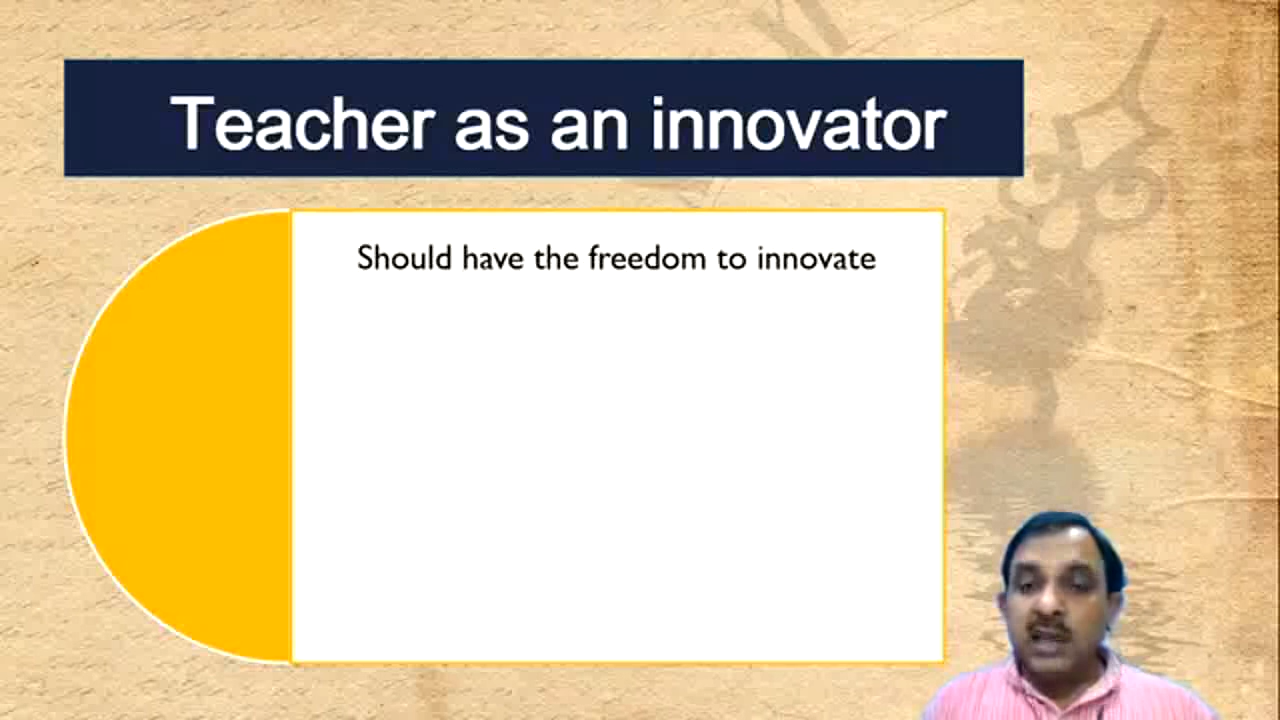 Teacher as an innovator
Should have the freedom to innovate